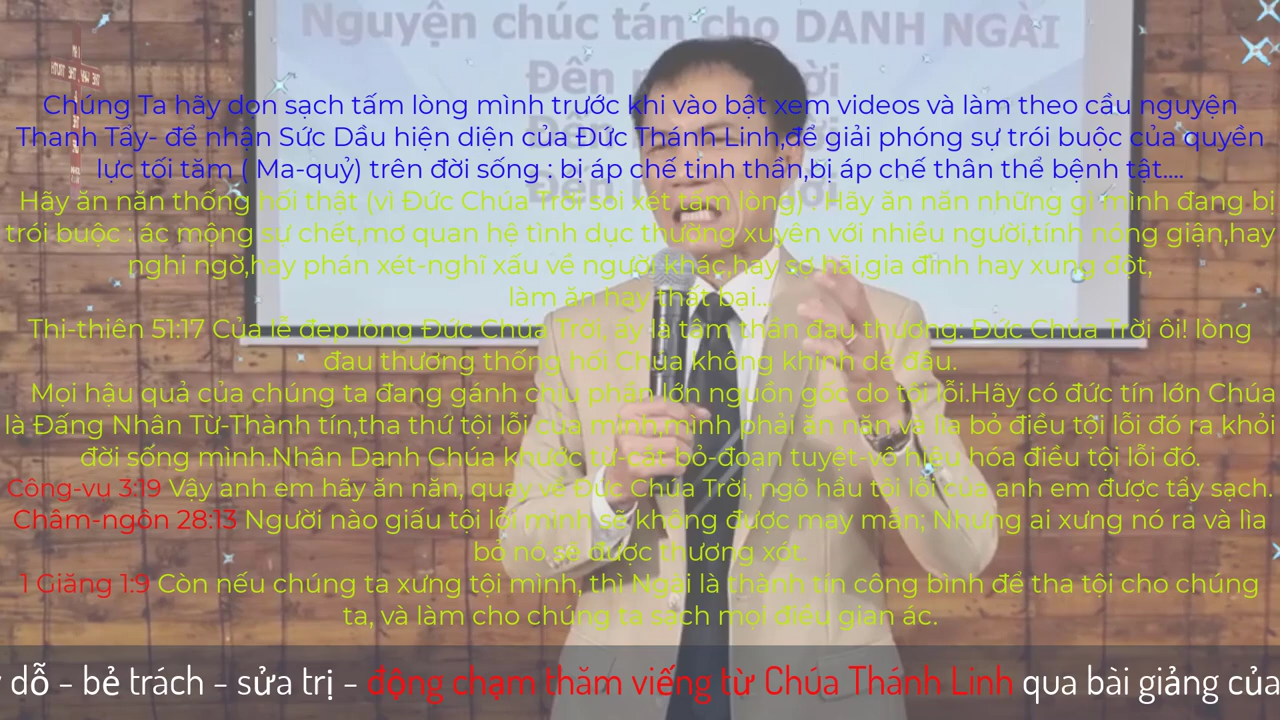 Nguyện chúc tán cho DANH NGÀI
Chúng Ta hãy dọn sạch tấm lòng mình trước khi vào bật xem videos và làm theo cầu nguyện
Thanh Tẩy- để nhận Sức Dầu hiện diện của Đức Thánh Linh,để giải phóng sự trói buộc của quyền
lực tối tăm ( Ma-quỷ) trên đời sống : bị áp chế tinh thần,bị áp chế thân thể bệnh tật....
Hãy ăn năn thống hối thật (vì Đức Chúa Trời soi xét tấm lòng) . Hãy ăn năn những gì mình đang bị
trói buộc : ác mộng sự chết,mơ quan hệ tình dục thường xuyên với nhiều người,tính nóng giận,hay
nghi ngờ,hay phán xét-nghĩ xấu về người khác,hay sợ hãi,gia đình hay xung đột,
làm ăn hay thất bại...
Thi-thiên 51:17 Của lễ đẹp lòng Đức Chúa Trời, ấy là tâm thần đau thương: Đức Chúa Trời ôi! lòng
đau thương thống hối Chúa không khinh dể đâu.
Mọi hậu quả của chúng ta đang gánh chịu phần lớn nguồn gốc do tội lỗi.Hãy có đức tín lớn Chúa
là Đấng Nhân Từ-Thành tín,tha thứ tội lỗi của mình,mình phải ăn năn và lìa bỏ điều tội lỗi đó ra khỏi
đời sống mình.Nhân Danh Chúa khước từ-cắt bỏ-đoạn tuyệt-vô hiệu hóa điều tội lỗi đó.
Công-vụ 3:19 Vậy anh em hãy ăn năn, quay về Đức Chúa Trời, ngõ hầu tội lỗi của anh em được tẩy sạch.
Châm-ngôn 28:13 Người nào giấu tội lỗi mình sẽ không được may mắn; Nhưng ai xưng nó ra và lìa
bỏ nó sẽ được thương xót.
1 Giăng 1:9 Còn nếu chúng ta xưng tội mình, thì Ngài là thành tín công bình để tha tội cho chúng
ta, và làm cho chúng ta sạch mọi điều gian ác.
dỗ – bẻ trách – sửa trị – động chạm thăm viếng từ Chúa Thánh Linh qua bài giảng của